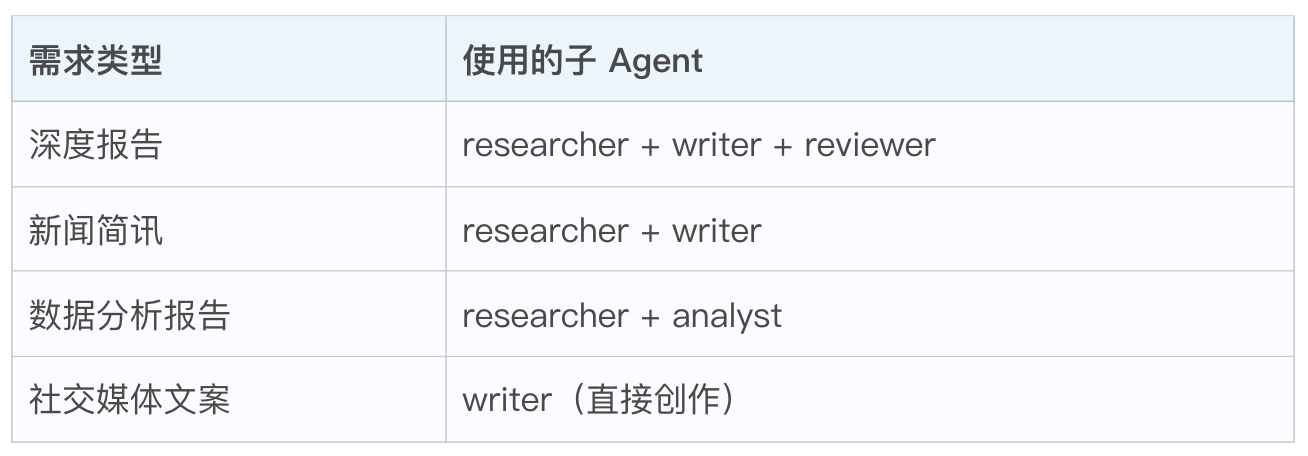 需求类型 使用的子 Agent
深度报告 researcher + writer + reviewer
新闻简讯 researcher + writer
数据分析报告 researcher + analyst
社交媒体文案 writer（直接创作）